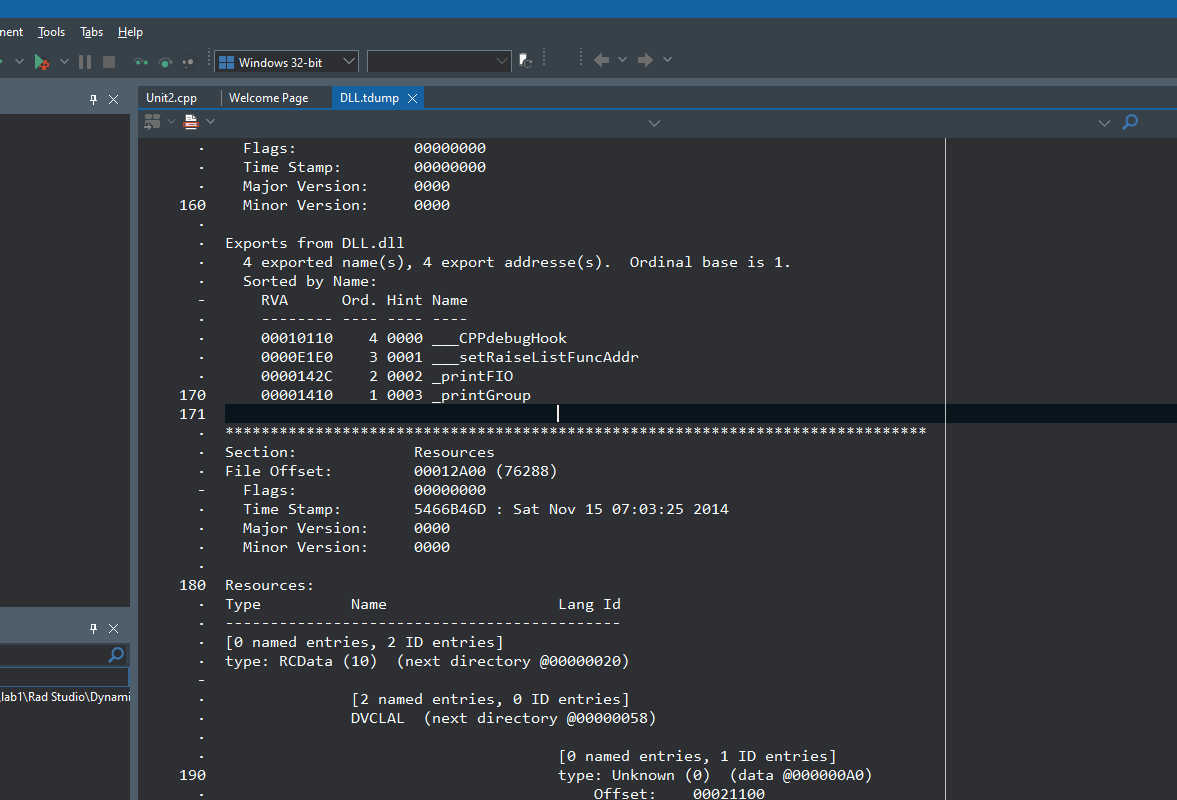 nent Tools Tabs Help
Windows 32-bit
Unit2.cpp Welcome Page DLL.tdump
· Flags: 00000000
· Time Stamp: 00000000
· Major Version: 0000
160 Minor Version: 0000
·
· Exports from DLL.dll
· 4 exported name(s), 4 export addresse(s). Ordinal base is 1.
· Sorted by Name:
- RVA Ord. Hint Name
· -------- ---- ---- ----
· 00010110 4 0000 ___CPPdebugHook
· 0000E1E0 3 0001 ___setRaiseListFuncAddr
· 0000142C 2 0002 _printFIO
170 00001410 1 0003 _printGroup
171
· ******************************************************************************
· Section: Resources
· File Offset: 00012A00 (76288)
- Flags: 00000000
· Time Stamp: 5466B46D : Sat Nov 15 07:03:25 2014
· Major Version: 0000
· Minor Version: 0000
·
180 Resources:
· Type Name Lang Id
· --------------------------------------------
· [0 named entries, 2 ID entries]
· type: RCData (10) (next directory @00000020)
-
· [2 named entries, 0 ID entries]
· DVCLAL (next directory @00000058)
·
· [0 named entries, 1 ID entries]
190 type: Unknown (0) (data @000000A0)
· Offset: 00021100
lab1\Rad Studio\Dynami